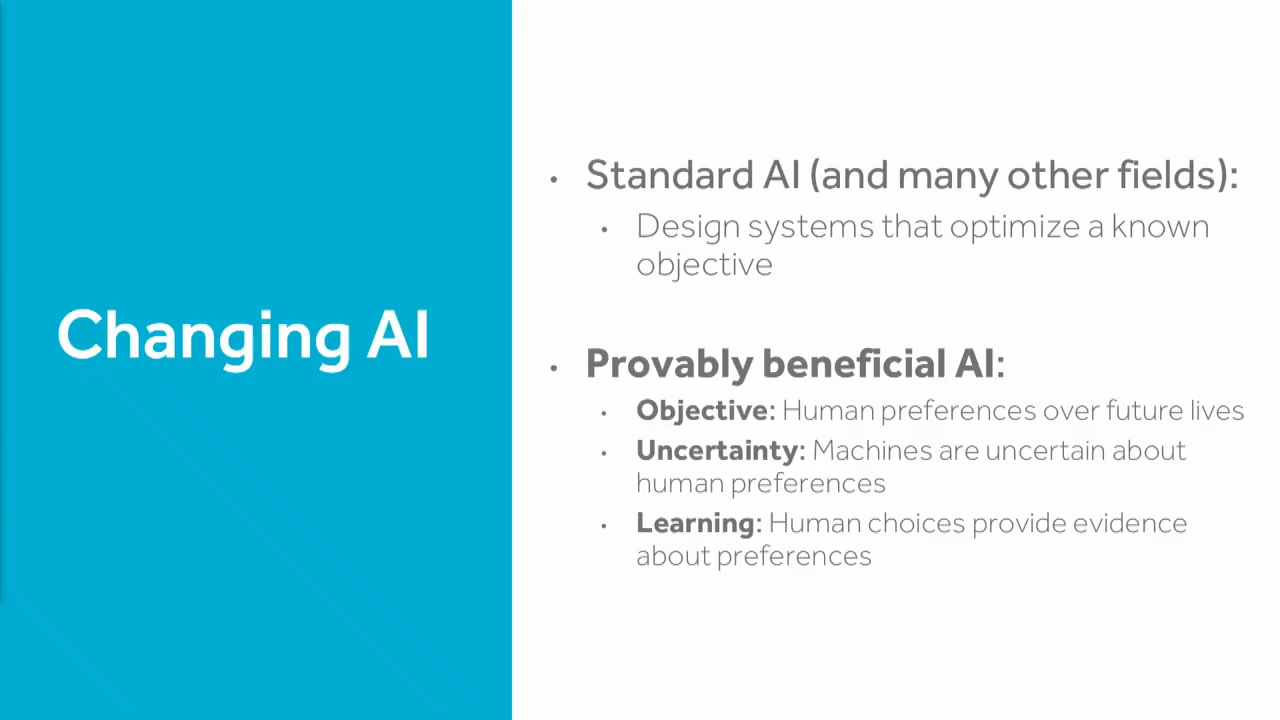 Changing AI
• Standard AI (and many other fields):
• Design systems that optimize a known
objective
• Provably beneficial AI:
• Objective: Human preferences over future lives
• Uncertainty: Machines are uncertain about
human preferences
• Learning: Human choices provide evidence
about preferences